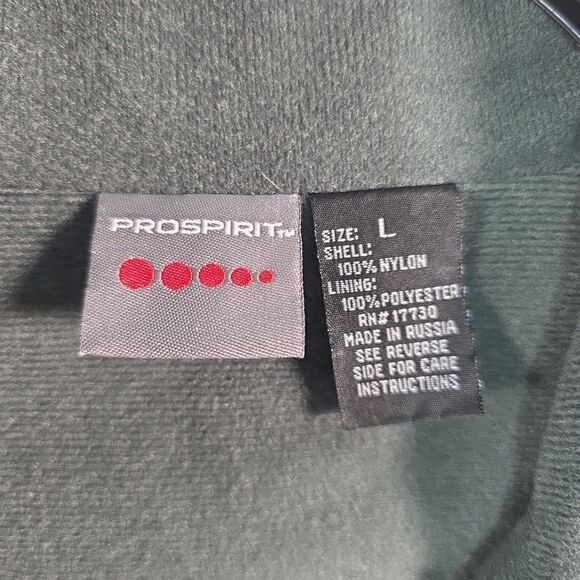 PROSPIRIT™
SIZE: L
SHELL:
100% NYLON
LINING:
100% POLYESTER
RN# 17730
MADE IN RUSSIA
SEE REVERSE
SIDE FOR CARE
INSTRUCTIONS